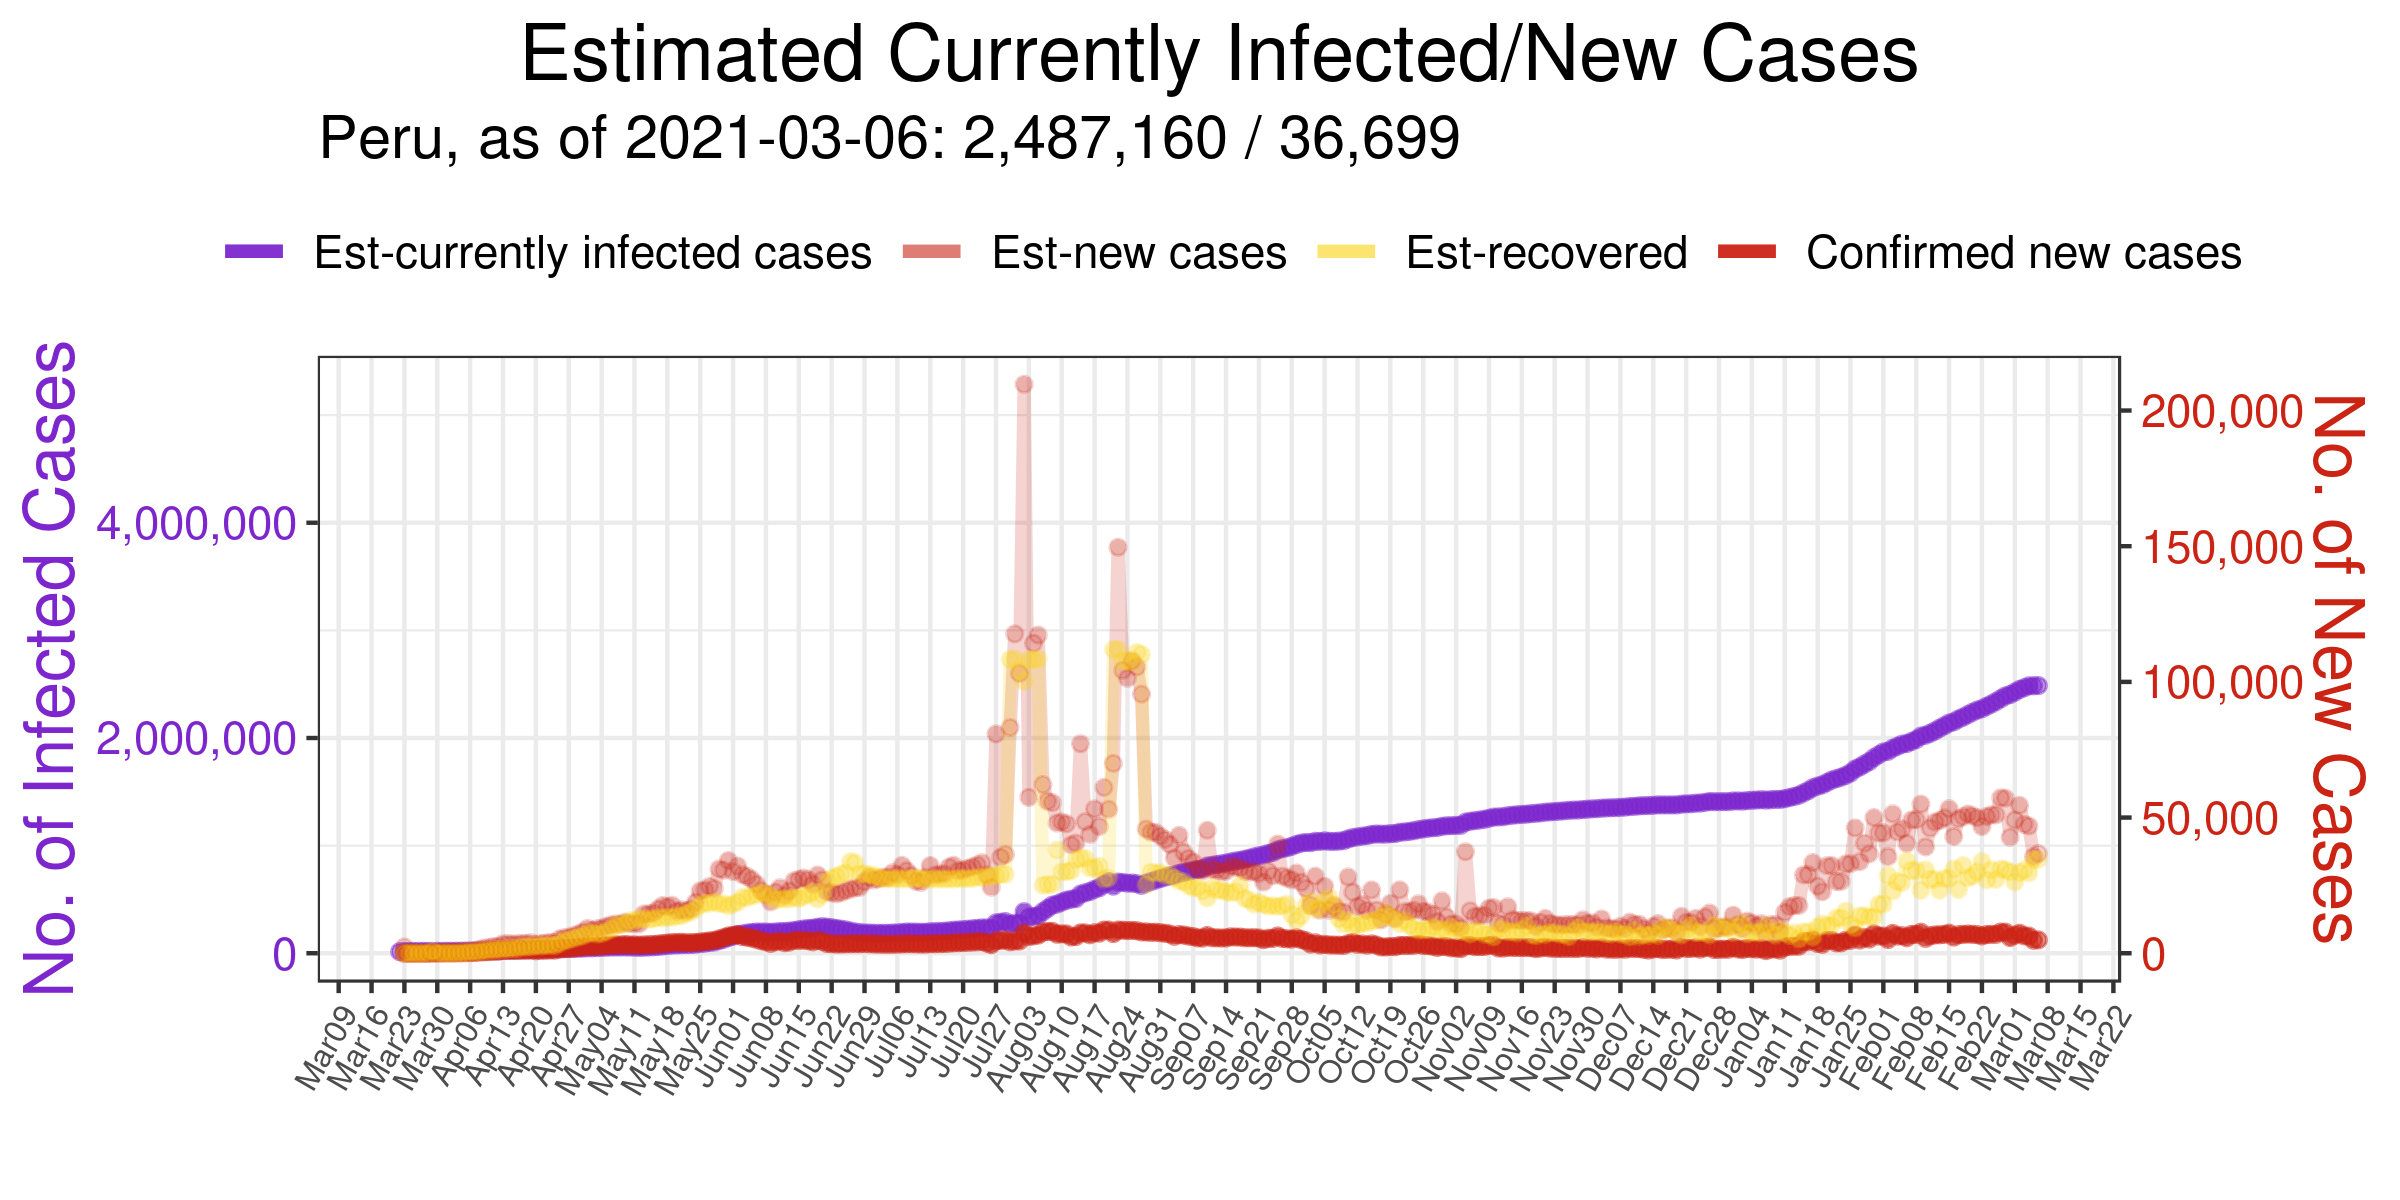 Estimated Currently Infected/New Cases
Peru, as of 2021-03-06: 2,487,160 / 36,699
Est-currently infected cases Est-new cases Est-recovered Confirmed new cases
No. of Infected Cases
4,000,000
2,000,000
0
200,000
150,000
100,000
50,000
0
No. of New Cases
Mar09 Mar16 Mar23 Mar30 Apr06 Apr13 Apr20 Apr27 May04 May11 May18 May25 Jun01 Jun08 Jun15 Jun22 Jun29 Jul06 Jul13 Jul20 Jul27 Aug03 Aug10 Aug17 Aug24 Aug31 Sep07 Sep14 Sep21 Sep28 Oct05 Oct12 Oct19 Oct26 Nov02 Nov09 Nov16 Nov23 Nov30 Dec07 Dec14 Dec21 Dec28 Jan04 Jan11 Jan18 Jan25 Feb01 Feb08 Feb15 Feb22 Mar01 Mar08 Mar15 Mar22